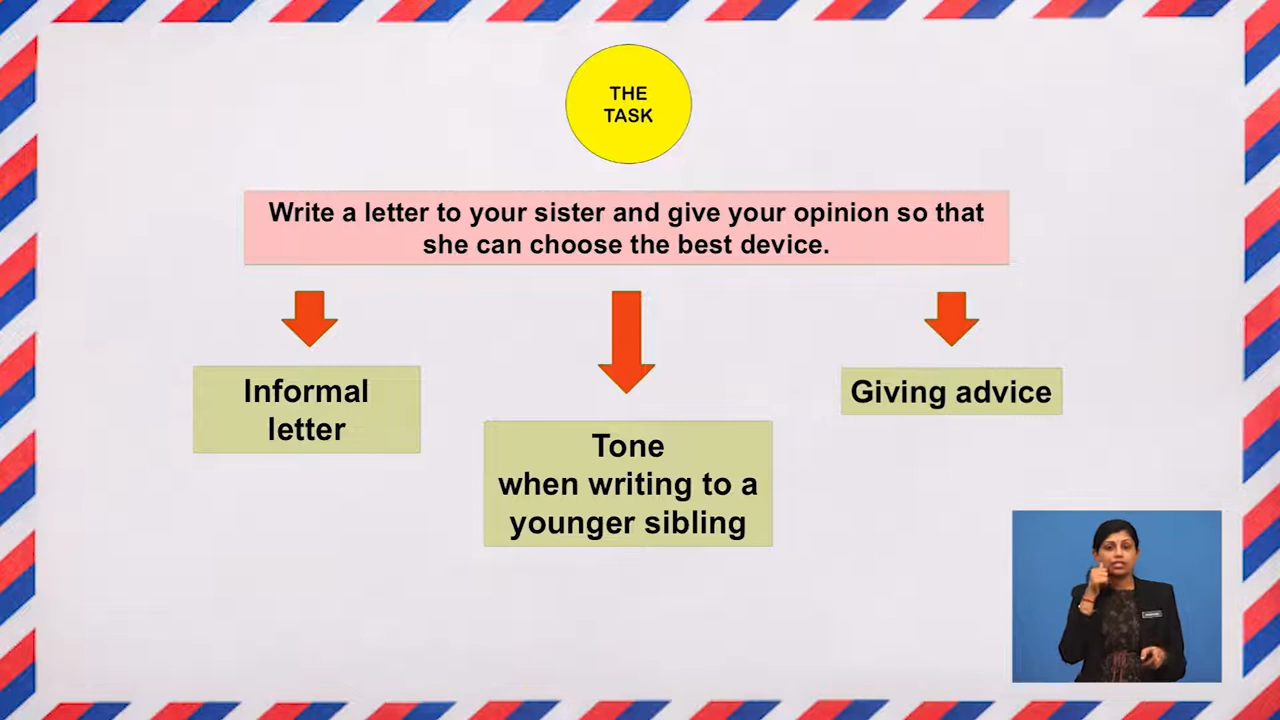 THE
TASK
Write a letter to your sister and give your opinion so that
she can choose the best device.
Informal
letter
Tone
when writing to a
younger sibling
Giving advice